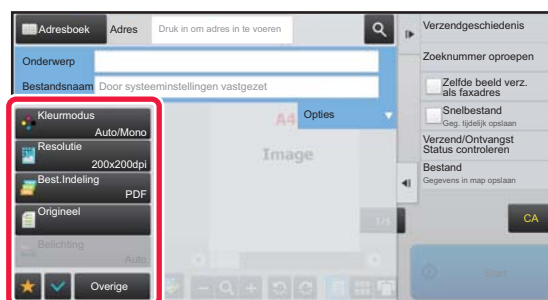 Adresboek
Adres
Druk in om adres in te voeren
Verzendgeschiedenis
Onderwerp
Zoeknummer oproepen
Bestandsnaam
Door systeeminstellingen vastgezet
Zelfde beeld verz.
als faxadres
Kleurmodus
Auto/Mono
A4
Opties
Snelbestand
Geg. tijdelijk opslaan
Resolutie
200x200dpi
Image
Verzend/Ontvangst
Status controleren
Best.Indeling
PDF
Bestand
Gegevens in map opslaan
Origineel
1/1
CA
Belichting
Auto
Overige
Start